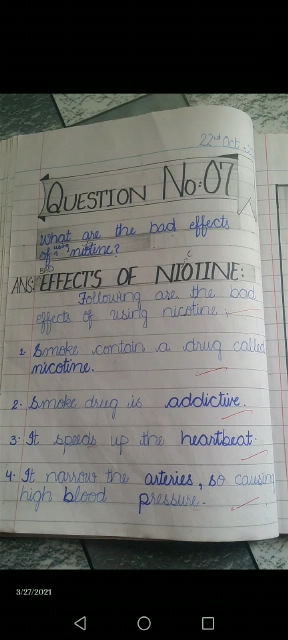 22nd Oct
QUESTION No:07
What are the bad effects
of using nicotine?
ANS: EFFECTS OF NICOTINE:
Following are the bad
effects of using nicotine.
1- Smoke contain a drug called
nicotine.
2- Smoke drug is addictive.
3- It speeds up the heartbeat.
4- It narrow the arteries, so causing
high blood pressure.
3/27/2021